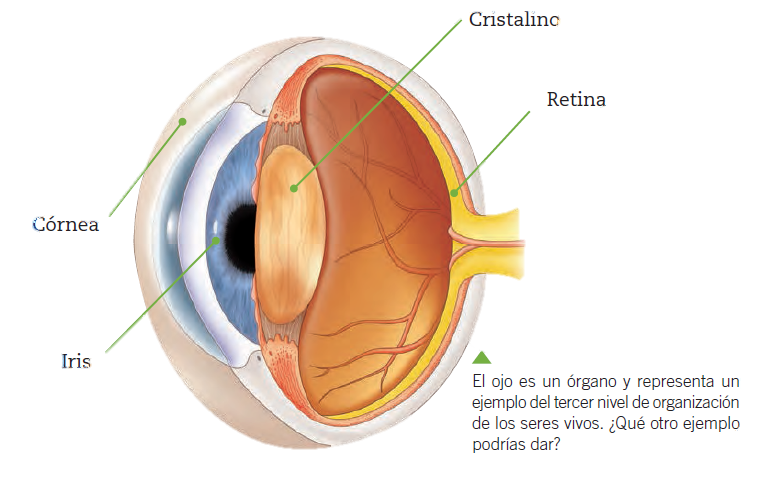 Cristalino
Retina
Córnea
Iris
El ojo es un órgano y representa un
ejemplo del tercer nivel de organización
de los seres vivos. ¿Qué otro ejemplo
podrías dar?